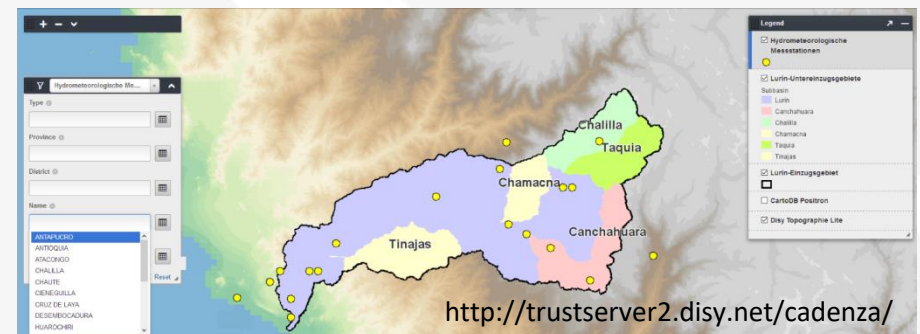 Hydrometeorologische Me...
Type
Province
District
Name
ANTAPUCRO
ANTIOQUIA
ATACONGO
CHALILLA
CHAUTE
CIENEGUILLA
CRUZ DE LAYA
DESEMBOCADURA
HUAROCHIRI
Reset
Chalilla
Taquia
Chamacna
Canchahuara
Tinajas
http://trustserver2.disy.net/cadenza/
Legend
Hydrometeorologische
Messstationen
Lurin-Untereinzugsgebiete
Subbasin
Lurin
Canchahuara
Chalilla
Chamacna
Taquia
Tinajas
Lurin-Einzugsgebiet
CartoDB Positron
Disy Topographie Lite